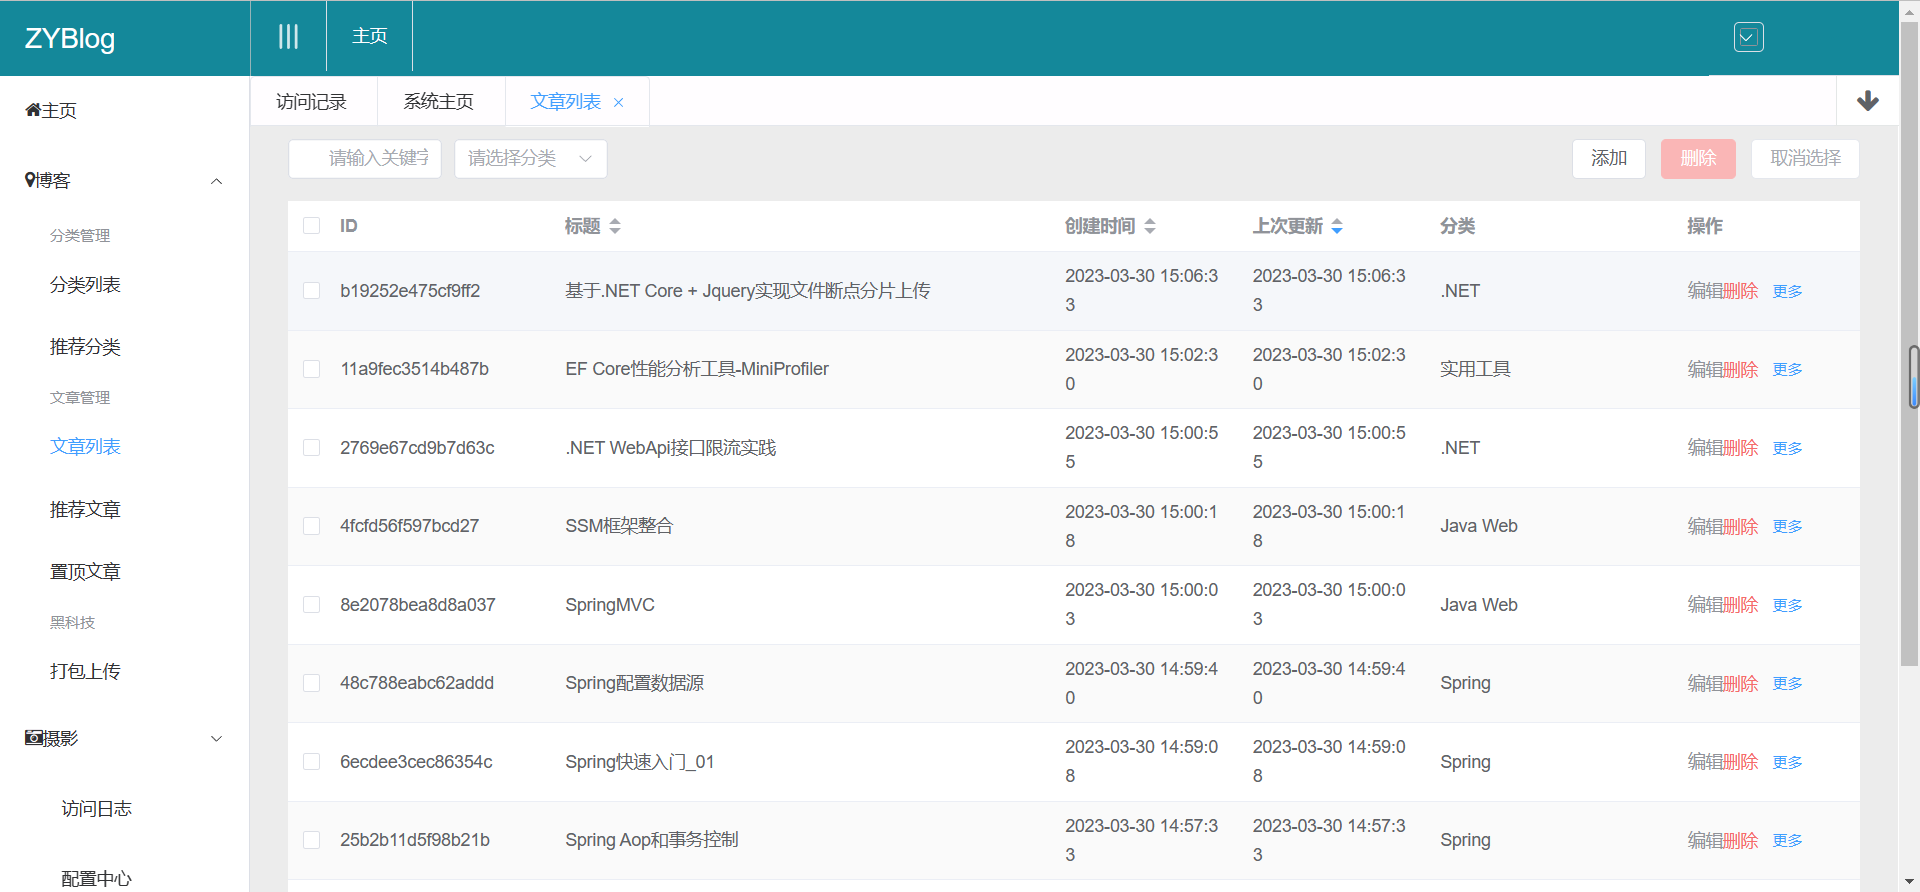 ZYBlog
主页
主页
博客
分类管理
分类列表
推荐分类
文章管理
文章列表
推荐文章
置顶文章
黑科技
打包上传
摄影
访问日志
配置中心
访问记录 系统主页 文章列表
请输入关键字 请选择分类 添加 删除 取消选择
ID 标题 创建时间 上次更新 分类 操作
b19252e475cf9ff2 基于.NET Core + Jquery实现文件断点分片上传 2023-03-30 15:06:33 2023-03-30 15:06:33 .NET 编辑删除 更多
11a9fec3514b487b EF Core性能分析工具-MiniProfiler 2023-03-30 15:02:30 2023-03-30 15:02:30 实用工具 编辑删除 更多
2769e67cd9b7d63c .NET WebApi接口限流实践 2023-03-30 15:00:55 2023-03-30 15:00:55 .NET 编辑删除 更多
4fcfd56f597bcd27 SSM框架整合 2023-03-30 15:00:18 2023-03-30 15:00:18 Java Web 编辑删除 更多
8e2078bea8d8a037 SpringMVC 2023-03-30 15:00:03 2023-03-30 15:00:03 Java Web 编辑删除 更多
48c788eabc62addd Spring配置数据源 2023-03-30 14:59:40 2023-03-30 14:59:40 Spring 编辑删除 更多
6ecdee3cec86354c Spring快速入门_01 2023-03-30 14:59:08 2023-03-30 14:59:08 Spring 编辑删除 更多
25b2b11d5f98b21b Spring Aop和事务控制 2023-03-30 14:57:33 2023-03-30 14:57:33 Spring 编辑删除 更多